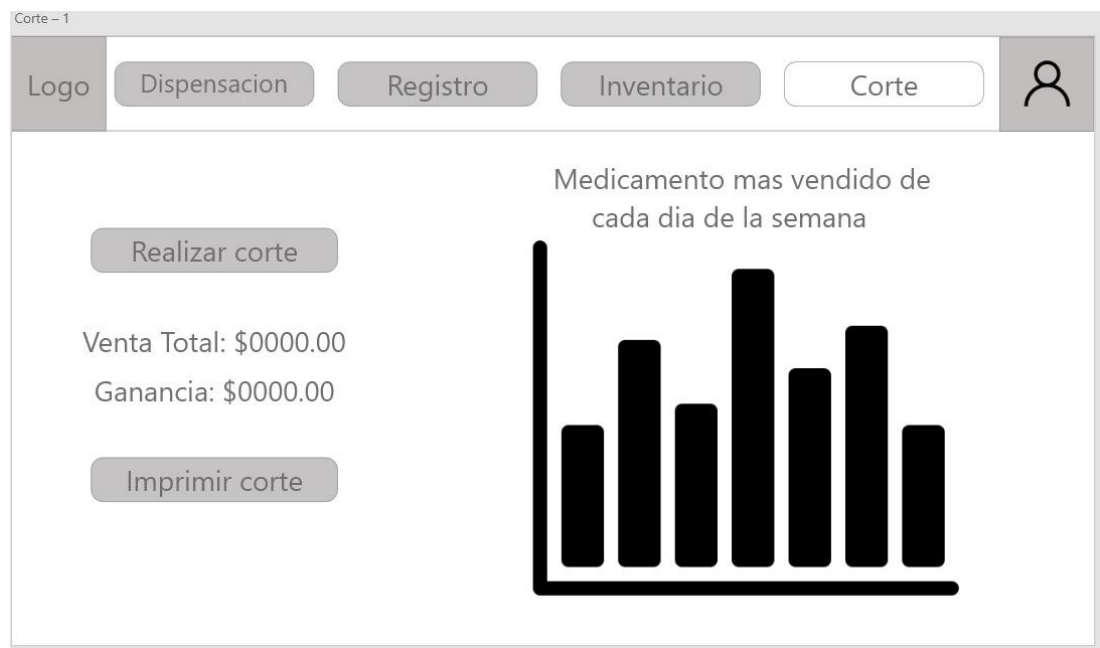 Corte – 1
Logo
Dispensacion
Registro
Inventario
Corte
Medicamento mas vendido de
cada dia de la semana
Realizar corte
Venta Total: $0000.00
Ganancia: $0000.00
Imprimir corte